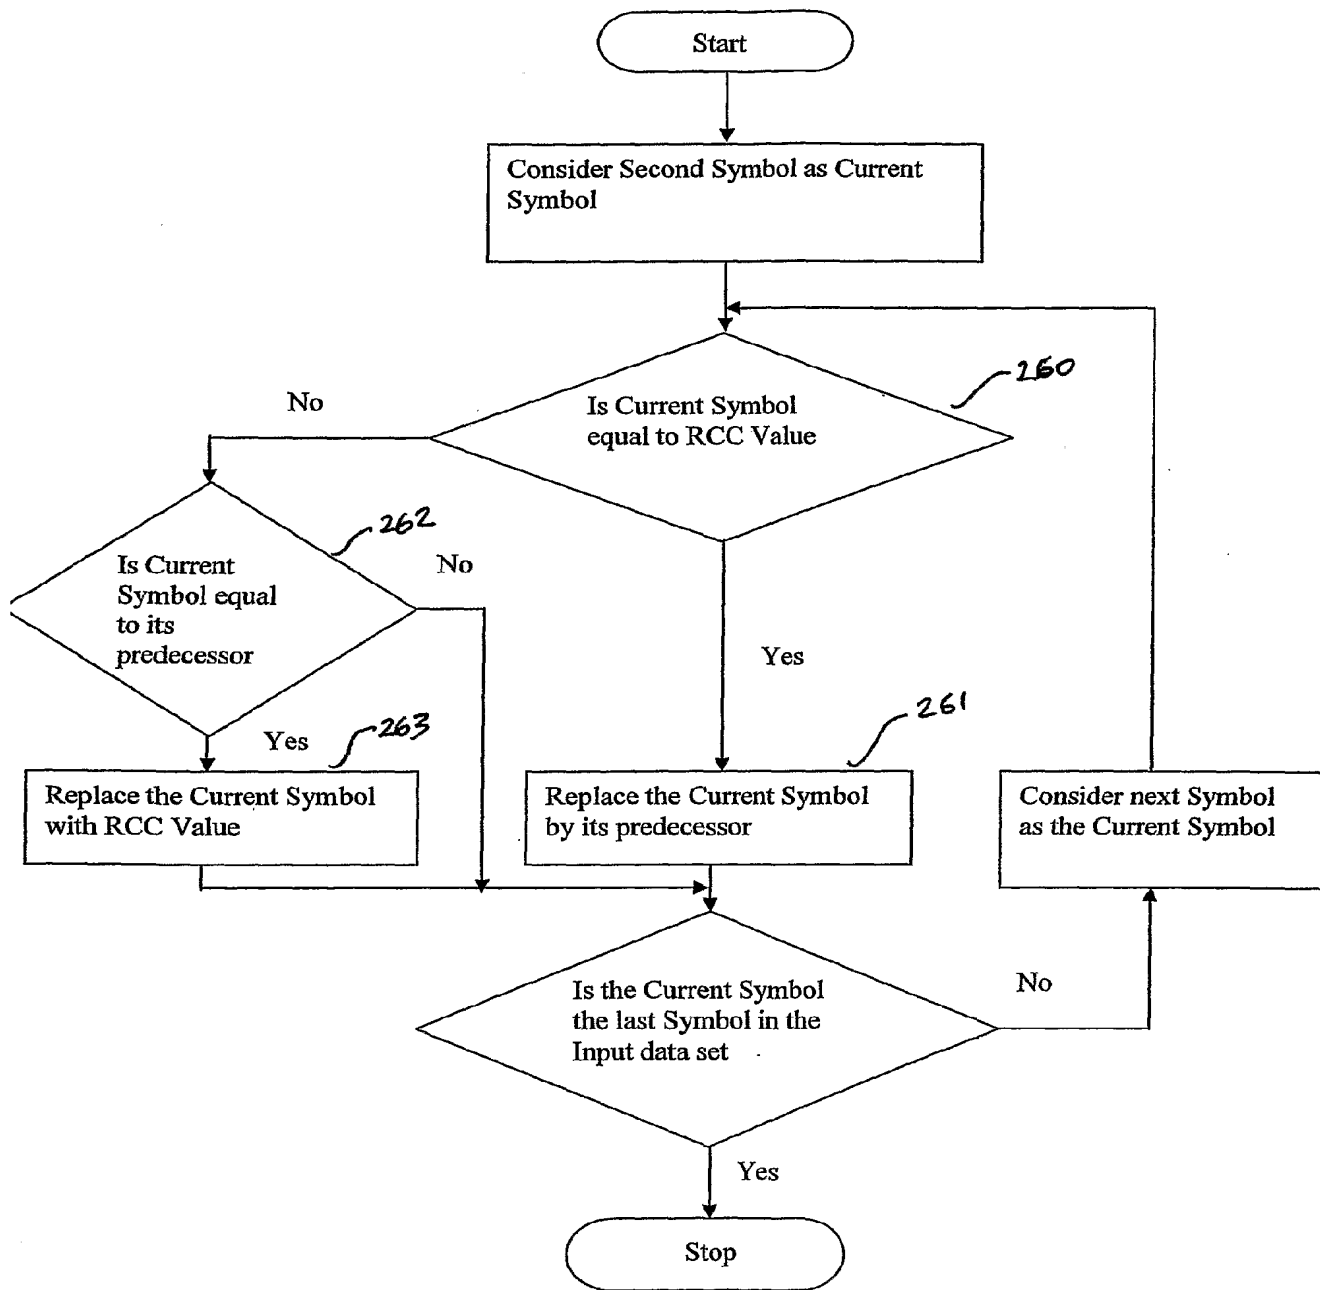 Start
Consider Second Symbol as Current
Symbol
260
No
Is Current Symbol
equal to RCC Value
262
No
Is Current
Symbol equal
to its
predecessor
Yes
261
263
Yes
Replace the Current Symbol
with RCC Value
Replace the Current Symbol
by its predecessor
Consider next Symbol
as the Current Symbol
Is the Current Symbol
the last Symbol in the
Input data set
No
Yes
Stop